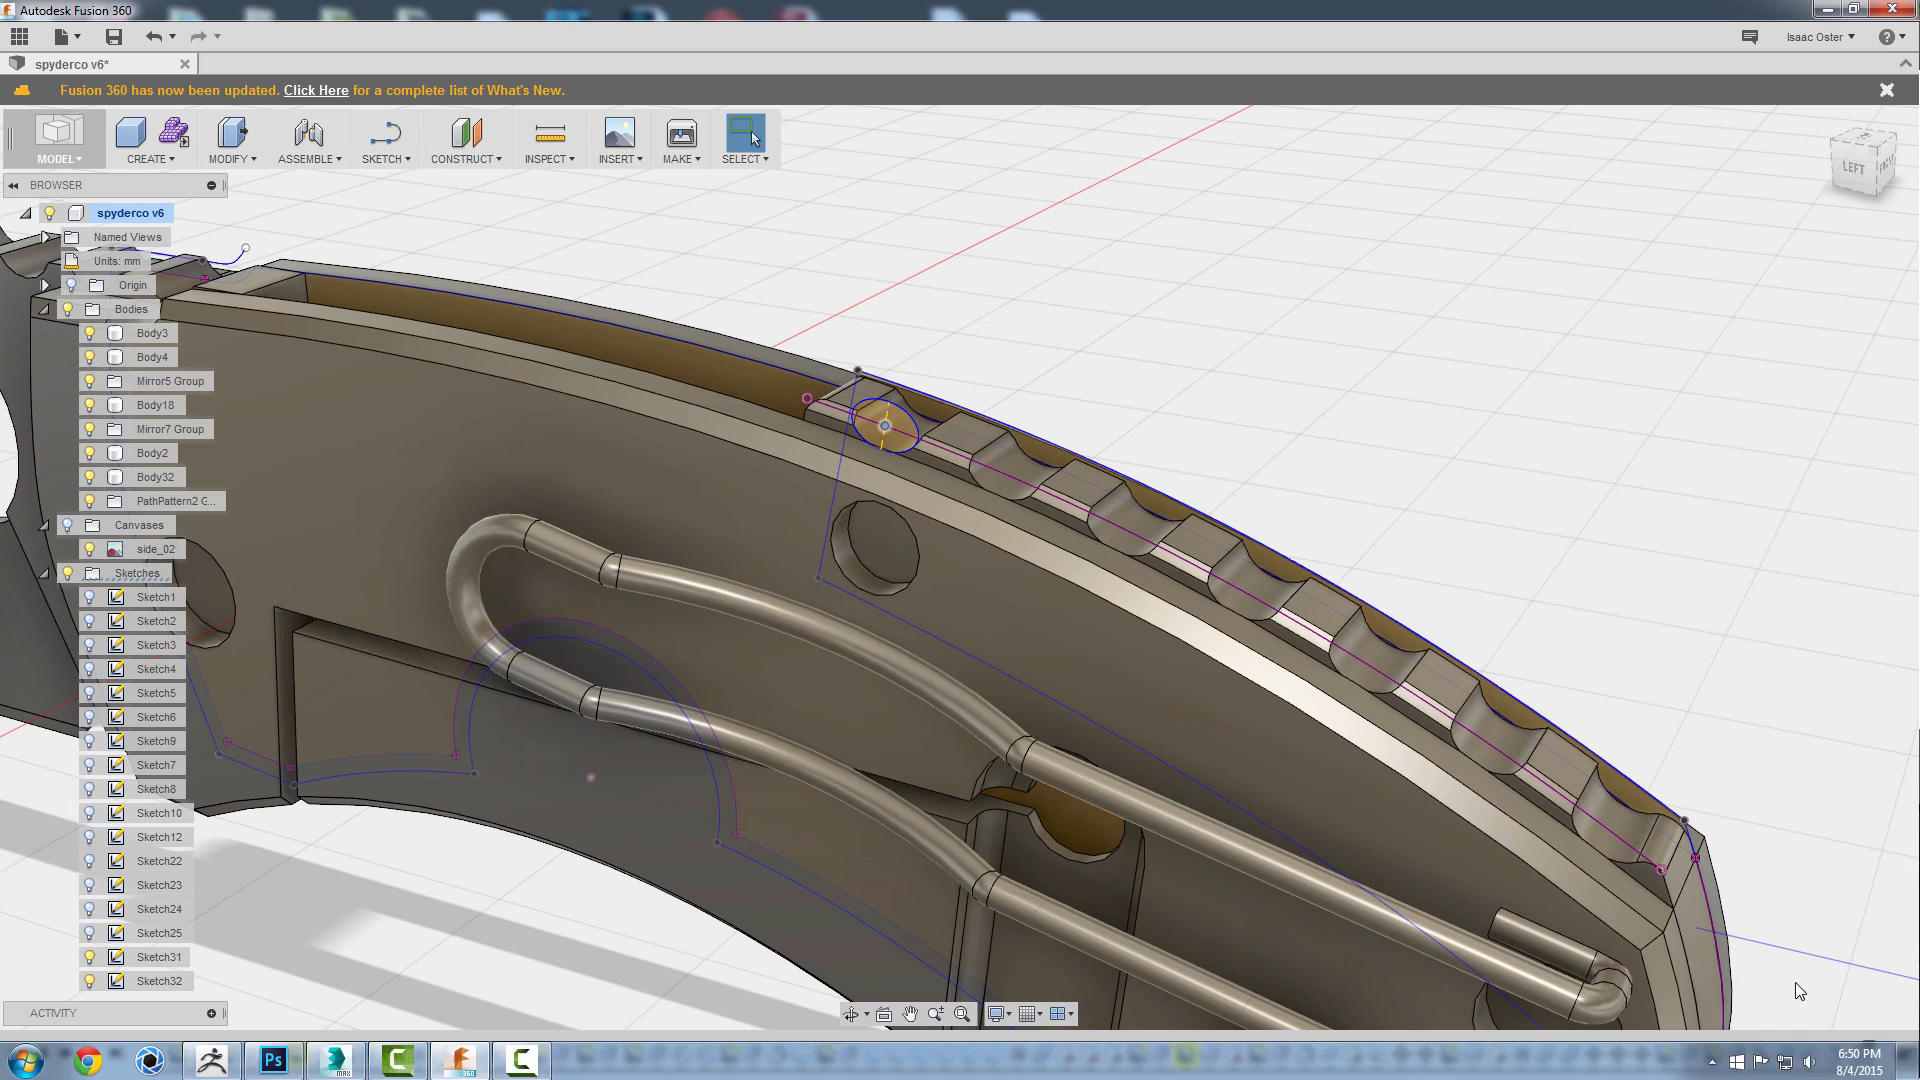 Autodesk Fusion 360
Isaac Oster
spyderco v6*
Fusion 360 has now been updated. Click Here for a complete list of What's New.
MODEL
CREATE
MODIFY
ASSEMBLE
SKETCH
CONSTRUCT
INSPECT
INSERT
MAKE
SELECT
LEFT
BROWSER
spyderco v6
Named Views
Units: mm
Origin
Bodies
Body3
Body4
Mirror5 Group
Body18
Mirror7 Group
Body2
Body32
PathPattern2 G...
Canvases
side_02
Sketches
Sketch1
Sketch2
Sketch3
Sketch4
Sketch5
Sketch6
Sketch9
Sketch7
Sketch8
Sketch10
Sketch12
Sketch22
Sketch23
Sketch24
Sketch25
Sketch31
Sketch32
ACTIVITY
Ps
MAX
360
6:50 PM
8/4/2015